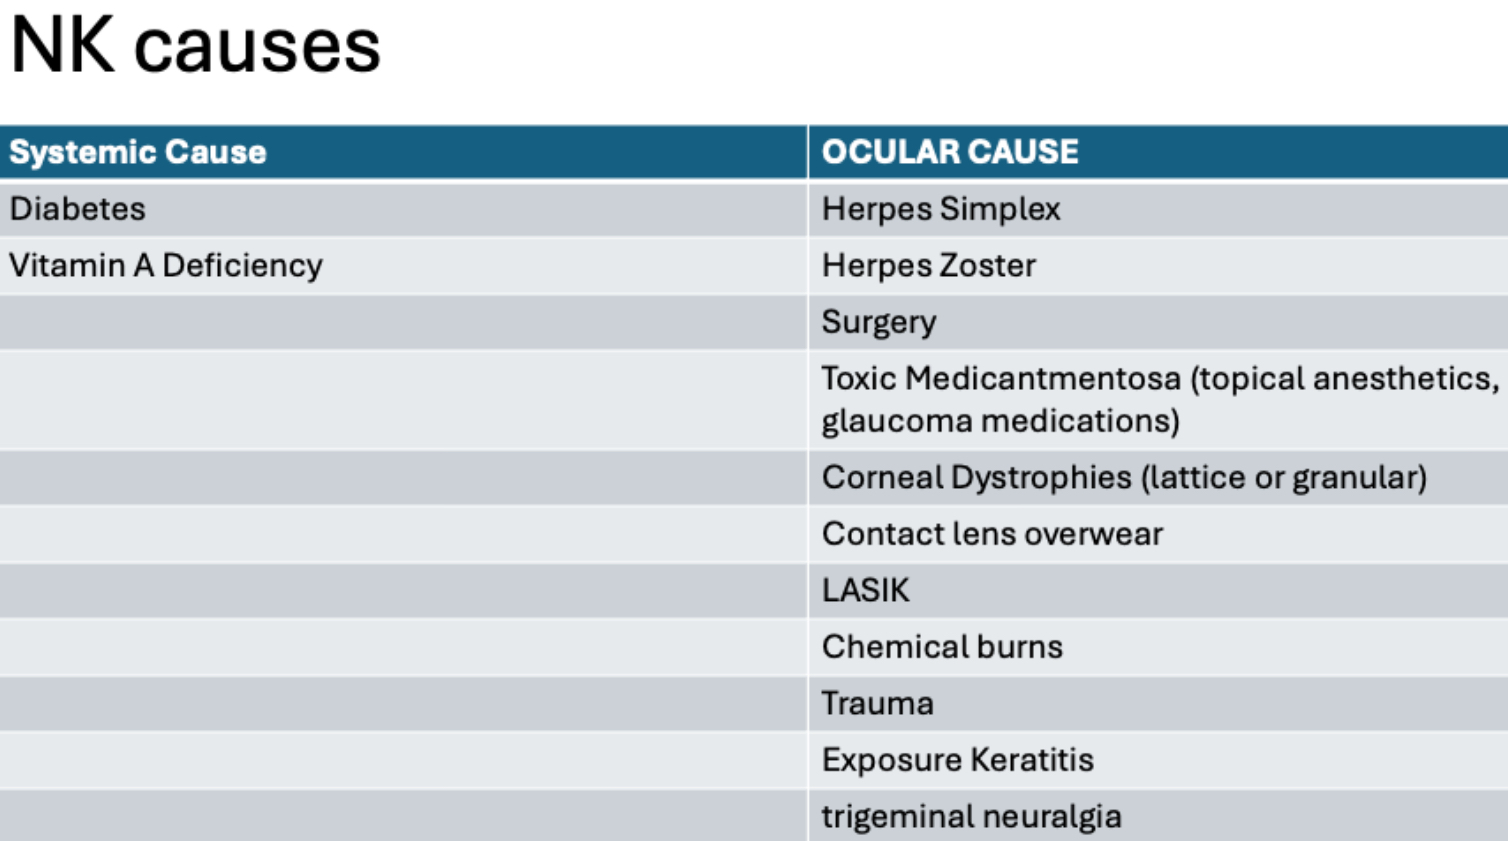 NK causes
Systemic Cause
OCULAR CAUSE
Diabetes
Herpes Simplex
Vitamin A Deficiency
Herpes Zoster
Surgery
Toxic Medicantmentosa (topical anesthetics,
glaucoma medications)
Corneal Dystrophies (lattice or granular)
Contact lens overwear
LASIK
Chemical burns
Trauma
Exposure Keratitis
trigeminal neuralgia